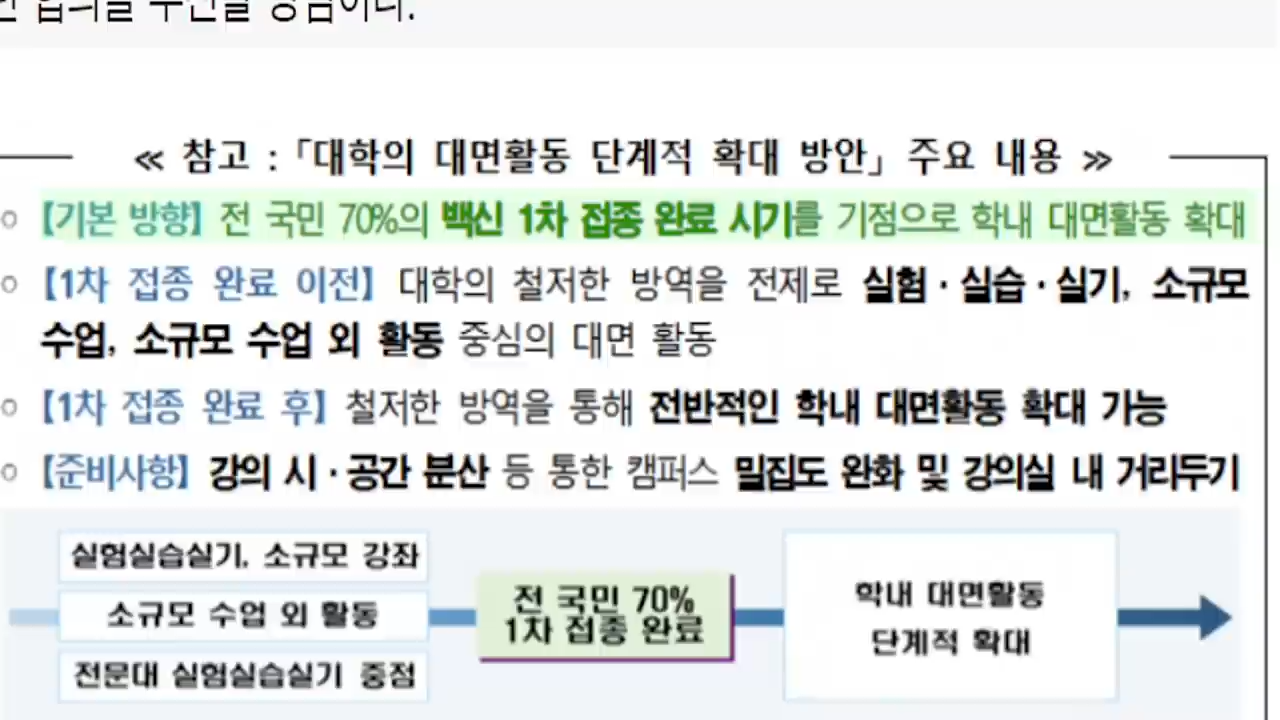 ≪ 참고 : 「대학의 대면활동 단계적 확대 방안」 주요 내용 ≫
○ 【기본 방향】 전 국민 70%의 백신 1차 접종 완료 시기를 기점으로 학내 대면활동 확대
○ 【1차 접종 완료 이전】 대학의 철저한 방역을 전제로 실험·실습·실기, 소규모
수업, 소규모 수업 외 활동 중심의 대면 활동
○ 【1차 접종 완료 후】 철저한 방역을 통해 전반적인 학내 대면활동 확대 가능
○ 【준비사항】 강의 시·공간 분산 등 통한 캠퍼스 밀집도 완화 및 강의실 내 거리두기
실험실습실기, 소규모 강좌
소규모 수업 외 활동
전문대 실험실습실기 중점
전 국민 70%
1차 접종 완료
학내 대면활동
단계적 확대